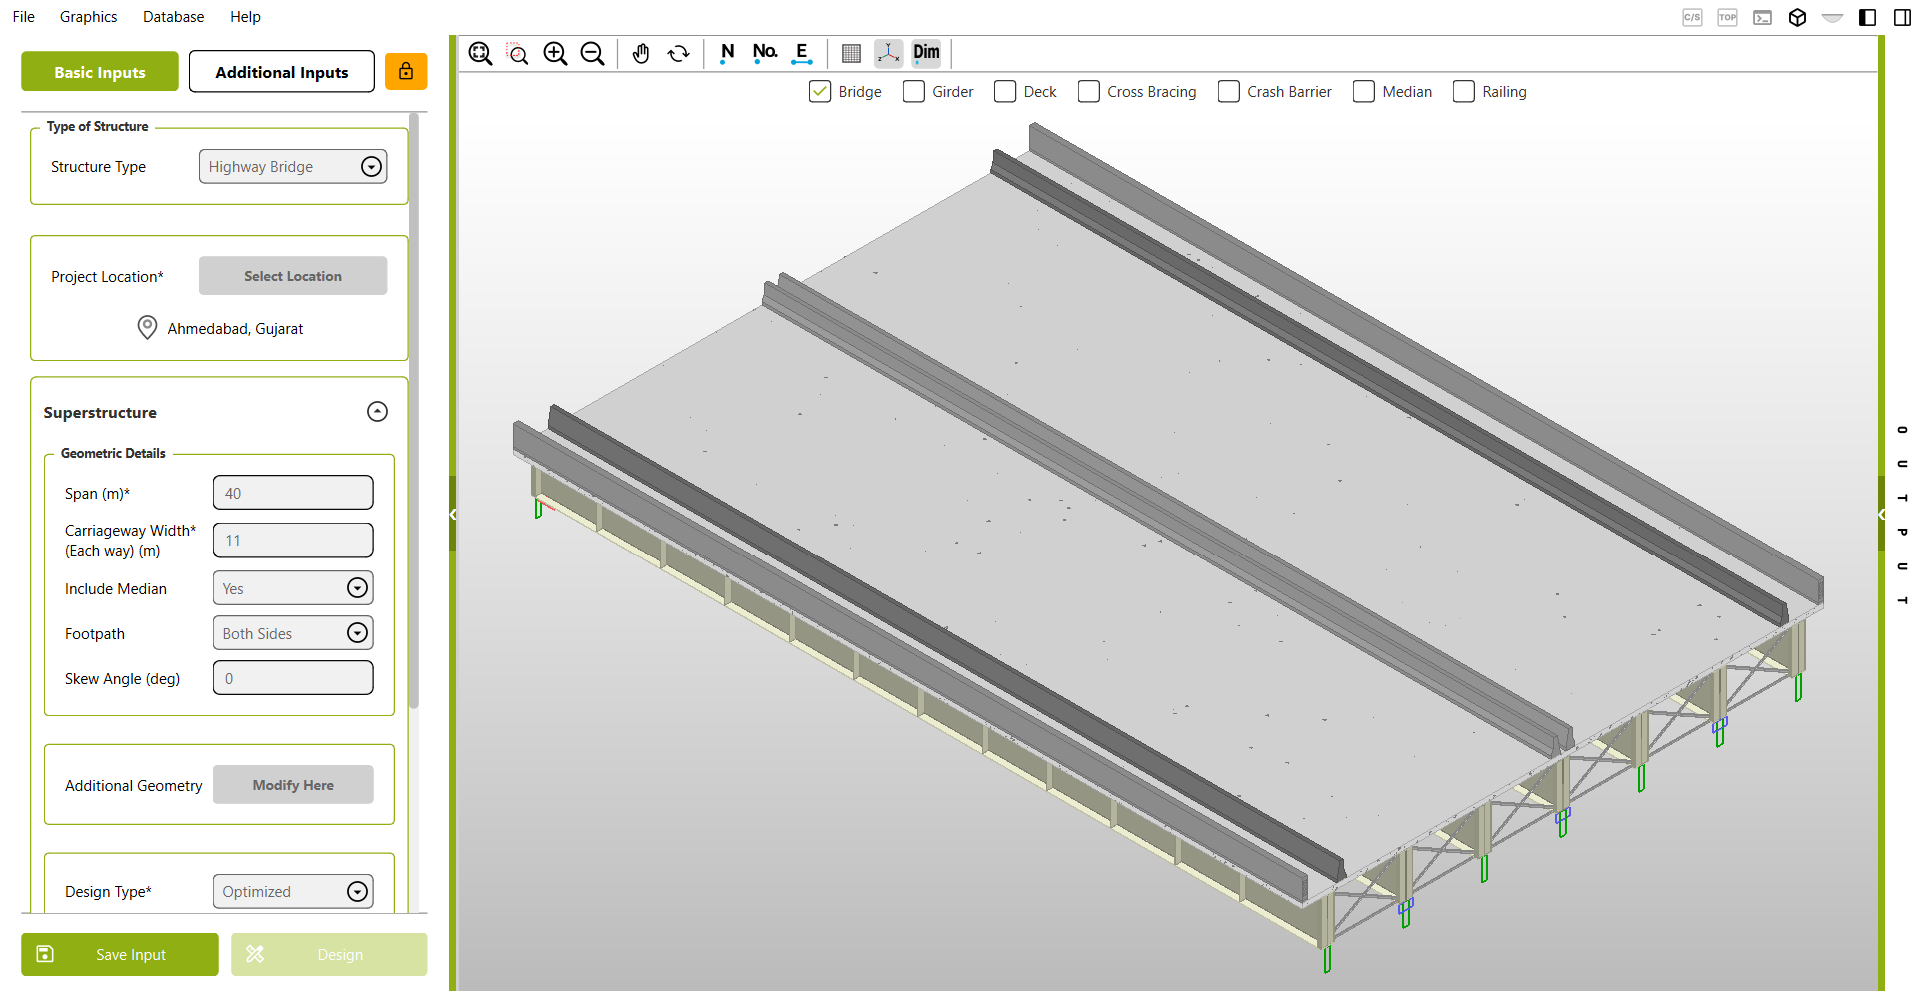 File Graphics Database Help
C/S TOP
Basic Inputs Additional Inputs
N No. E Dim
Bridge Girder Deck Cross Bracing Crash Barrier Median Railing
Type of Structure
Structure Type Highway Bridge
Project Location* Select Location
Ahmedabad, Gujarat
Superstructure
Geometric Details
Span (m)* 40
Carriageway Width*
(Each way) (m) 11
Include Median Yes
Footpath Both Sides
Skew Angle (deg) 0
Additional Geometry Modify Here
Design Type* Optimized
Save Input Design
OUTPUT